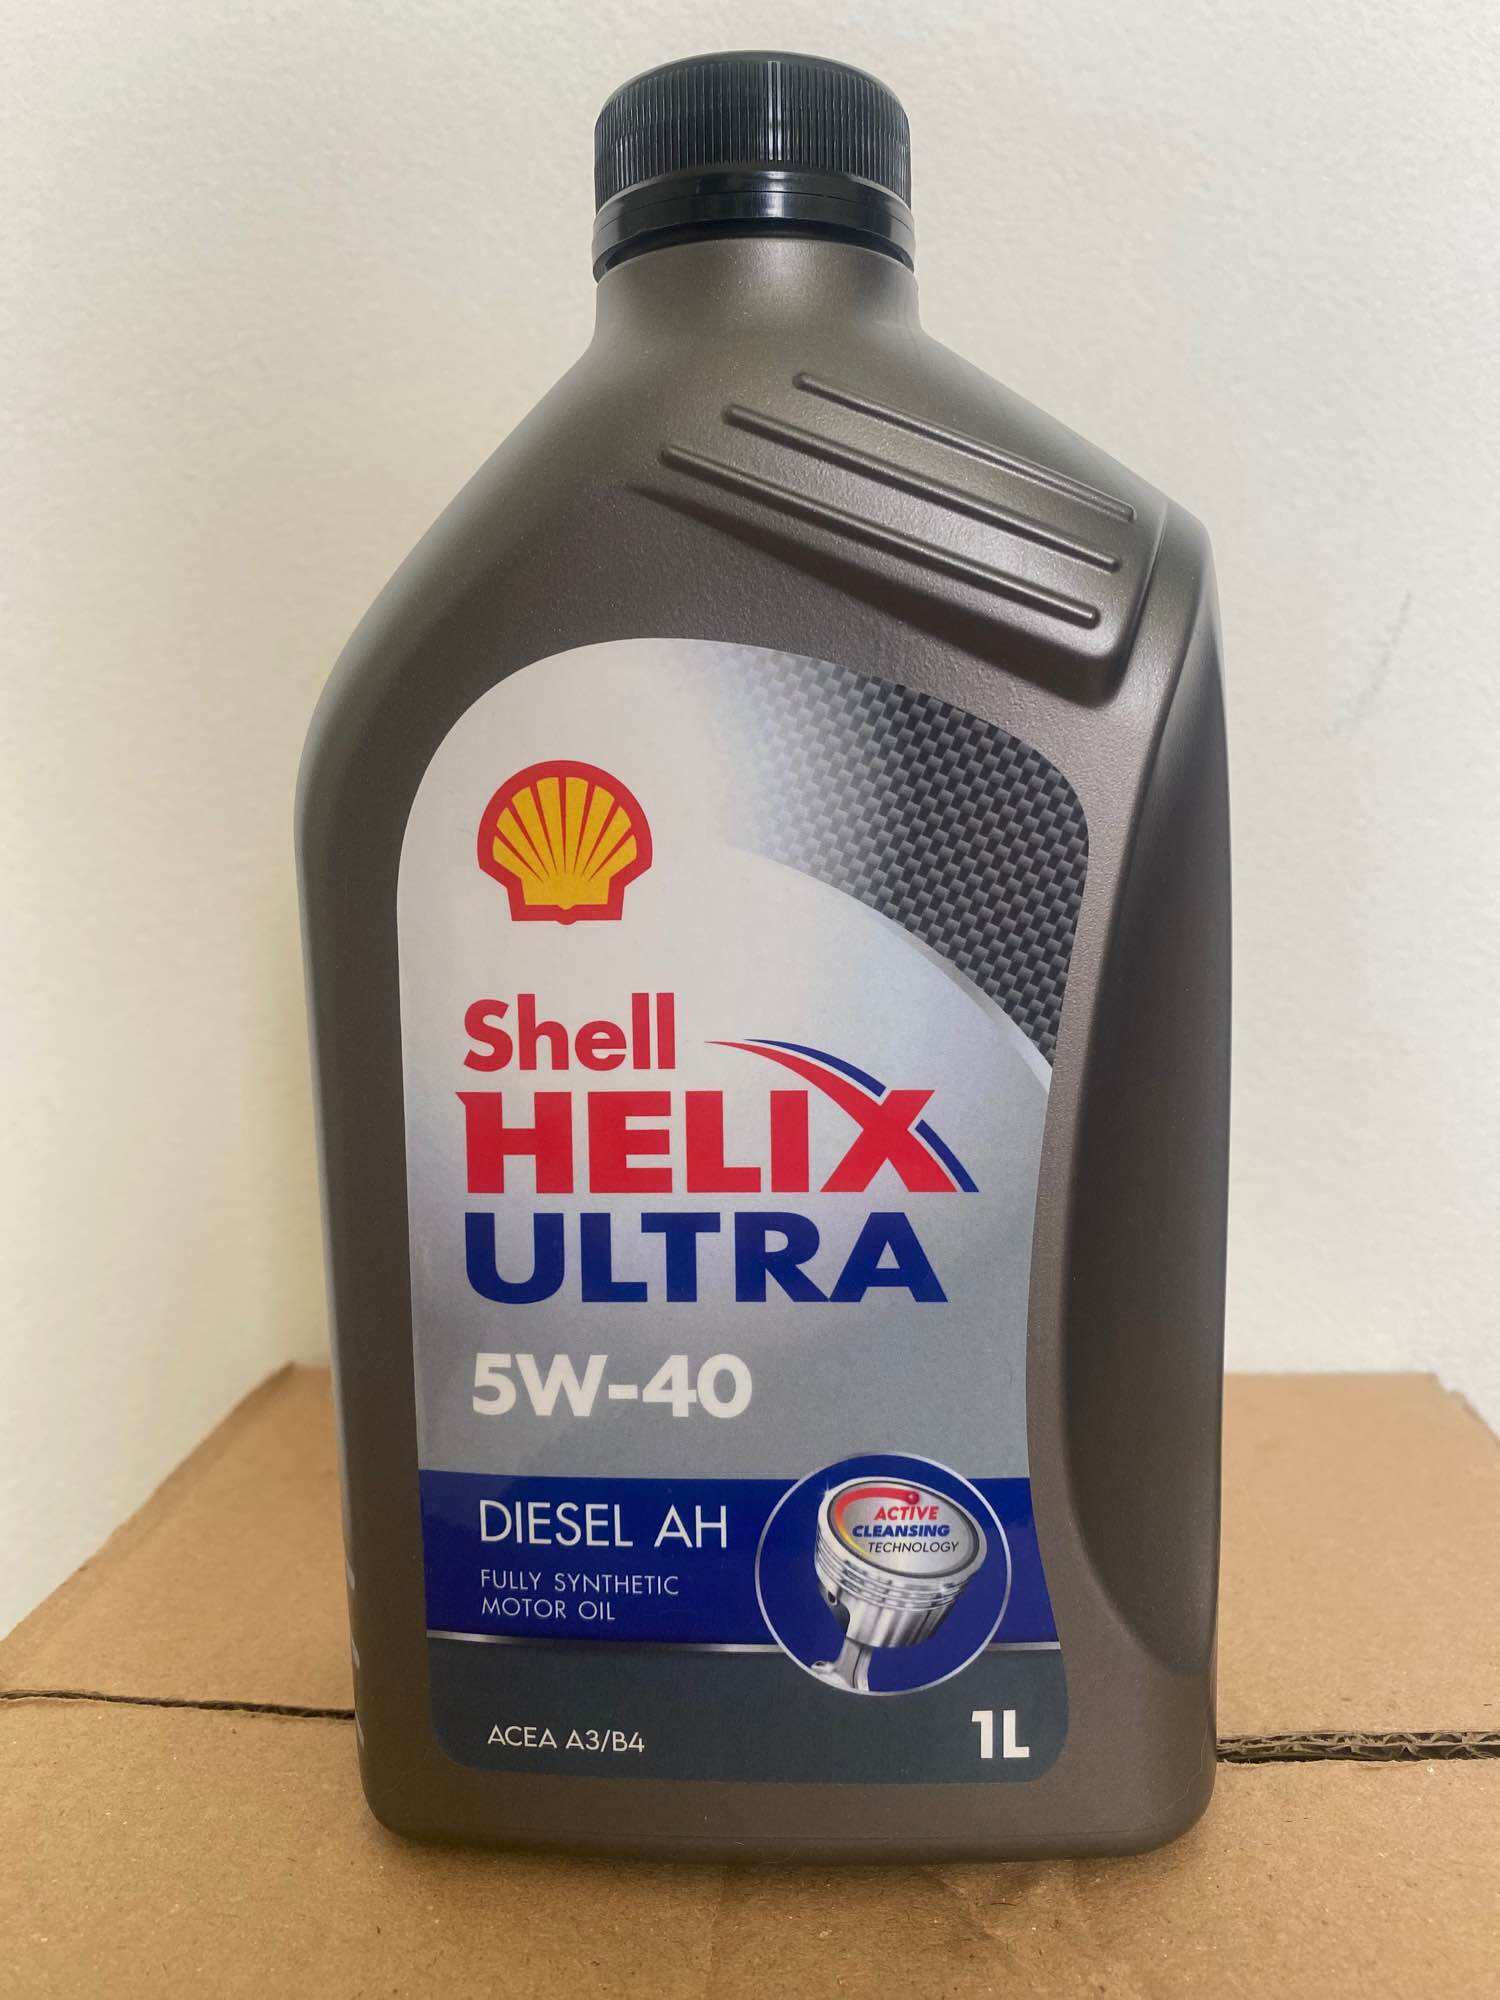 Shell
HELIX
ULTRA
5W-40
DIESEL AH
FULLY SYNTHETIC
MOTOR OIL
ACTIVE
CLEANSING
TECHNOLOGY
ACEA A3/B4
1L